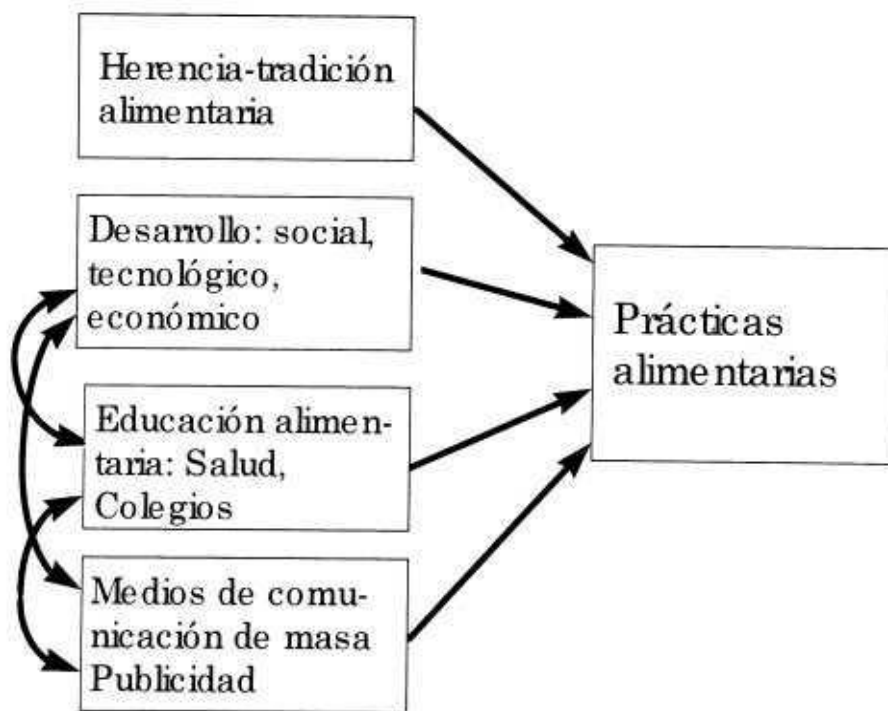 Herencia-tradición
alimentaria
Desarrollo: social,
tecnológico,
económico
Educación alimen-
taria: Salud,
Colegios
Medios de comu-
nicación de masa
Publicidad
Prácticas
alimentarias